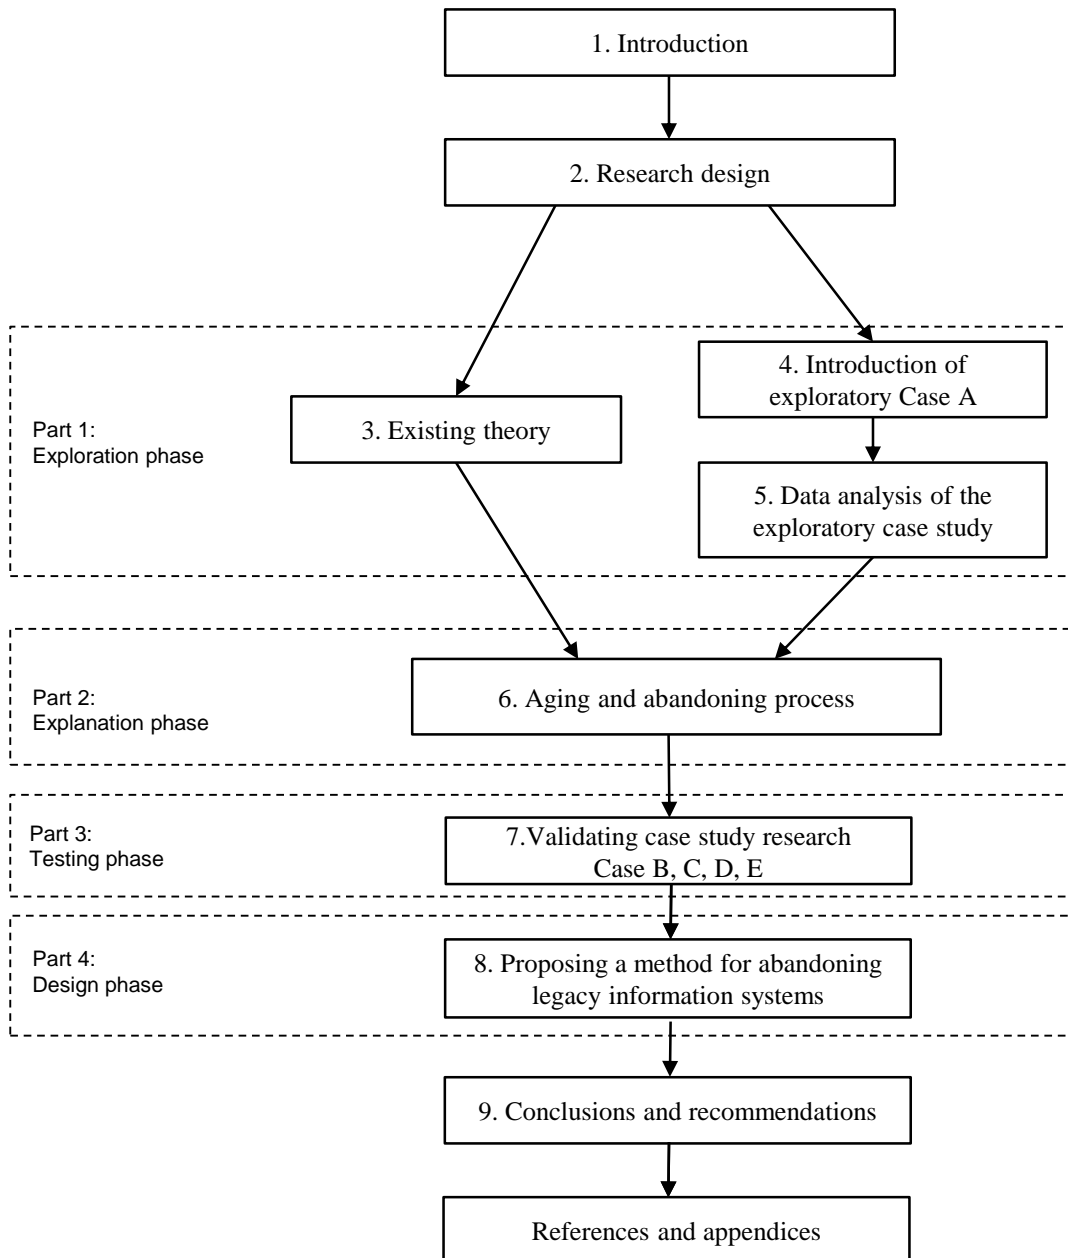 1. Introduction
2. Research design
Part 1:
Exploration phase
3. Existing theory
4. Introduction of
exploratory Case A
5. Data analysis of the
exploratory case study
Part 2:
Explanation phase
6. Aging and abandoning process
Part 3:
Testing phase
7.Validating case study research
Case B, C, D, E
Part 4:
Design phase
8. Proposing a method for abandoning
legacy information systems
9. Conclusions and recommendations
References and appendices